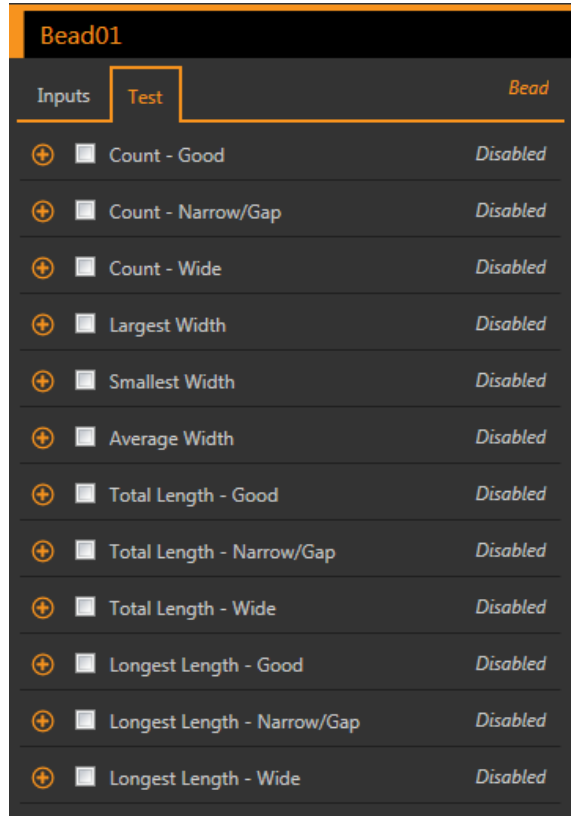 Bead01
Inputs Test Bead
Count - Good Disabled
Count - Narrow/Gap Disabled
Count - Wide Disabled
Largest Width Disabled
Smallest Width Disabled
Average Width Disabled
Total Length - Good Disabled
Total Length - Narrow/Gap Disabled
Total Length - Wide Disabled
Longest Length - Good Disabled
Longest Length - Narrow/Gap Disabled
Longest Length - Wide Disabled